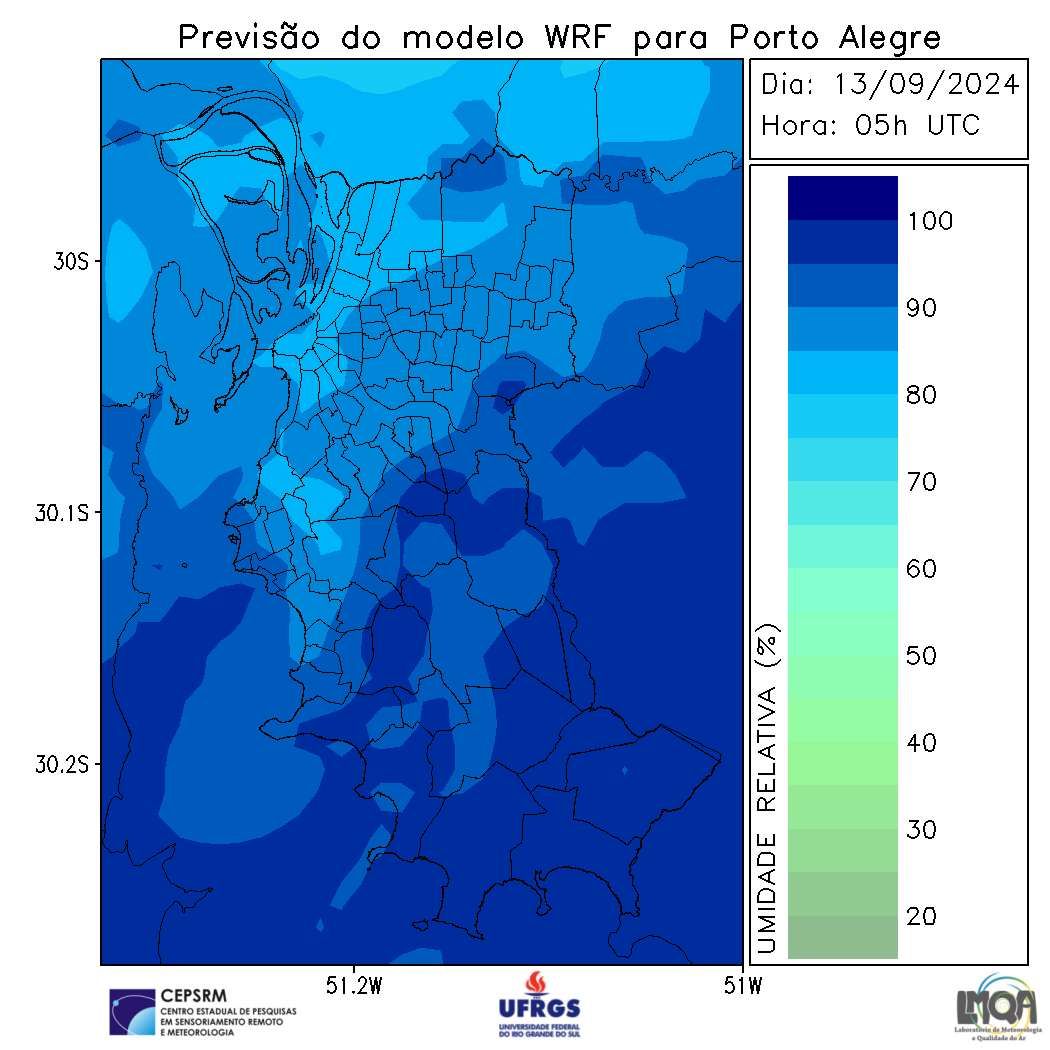 Previsão do modelo WRF para Porto Alegre
Dia: 13/09/2024
Hora: 05h UTC
30S
30.1S
30.2S
51.2W
51W
UMIDADE RELATIVA (%)
100
90
80
70
60
50
40
30
20
CEPSRM
CENTRO ESTADUAL DE PESQUISAS
EM SENSORIAMENTO REMOTO
E METEOROLOGIA
UFRGS
UNIVERSIDADE FEDERAL
DO RIO GRANDE DO SUL
LMQA
Laboratório de Meteorologia
e Qualidade do Ar